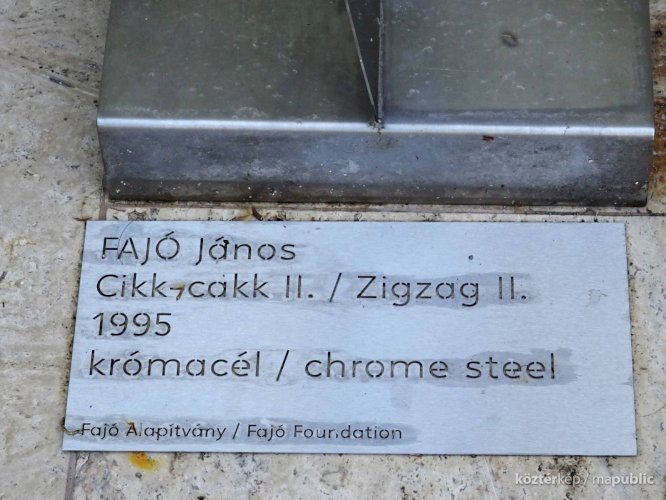 FAJÓ János
Cikk-cakk II. / Zigzag II.
1995
krómacél / chrome steel
Fajó Alapítvány / Fajó Foundation
köztérkép / mapublic